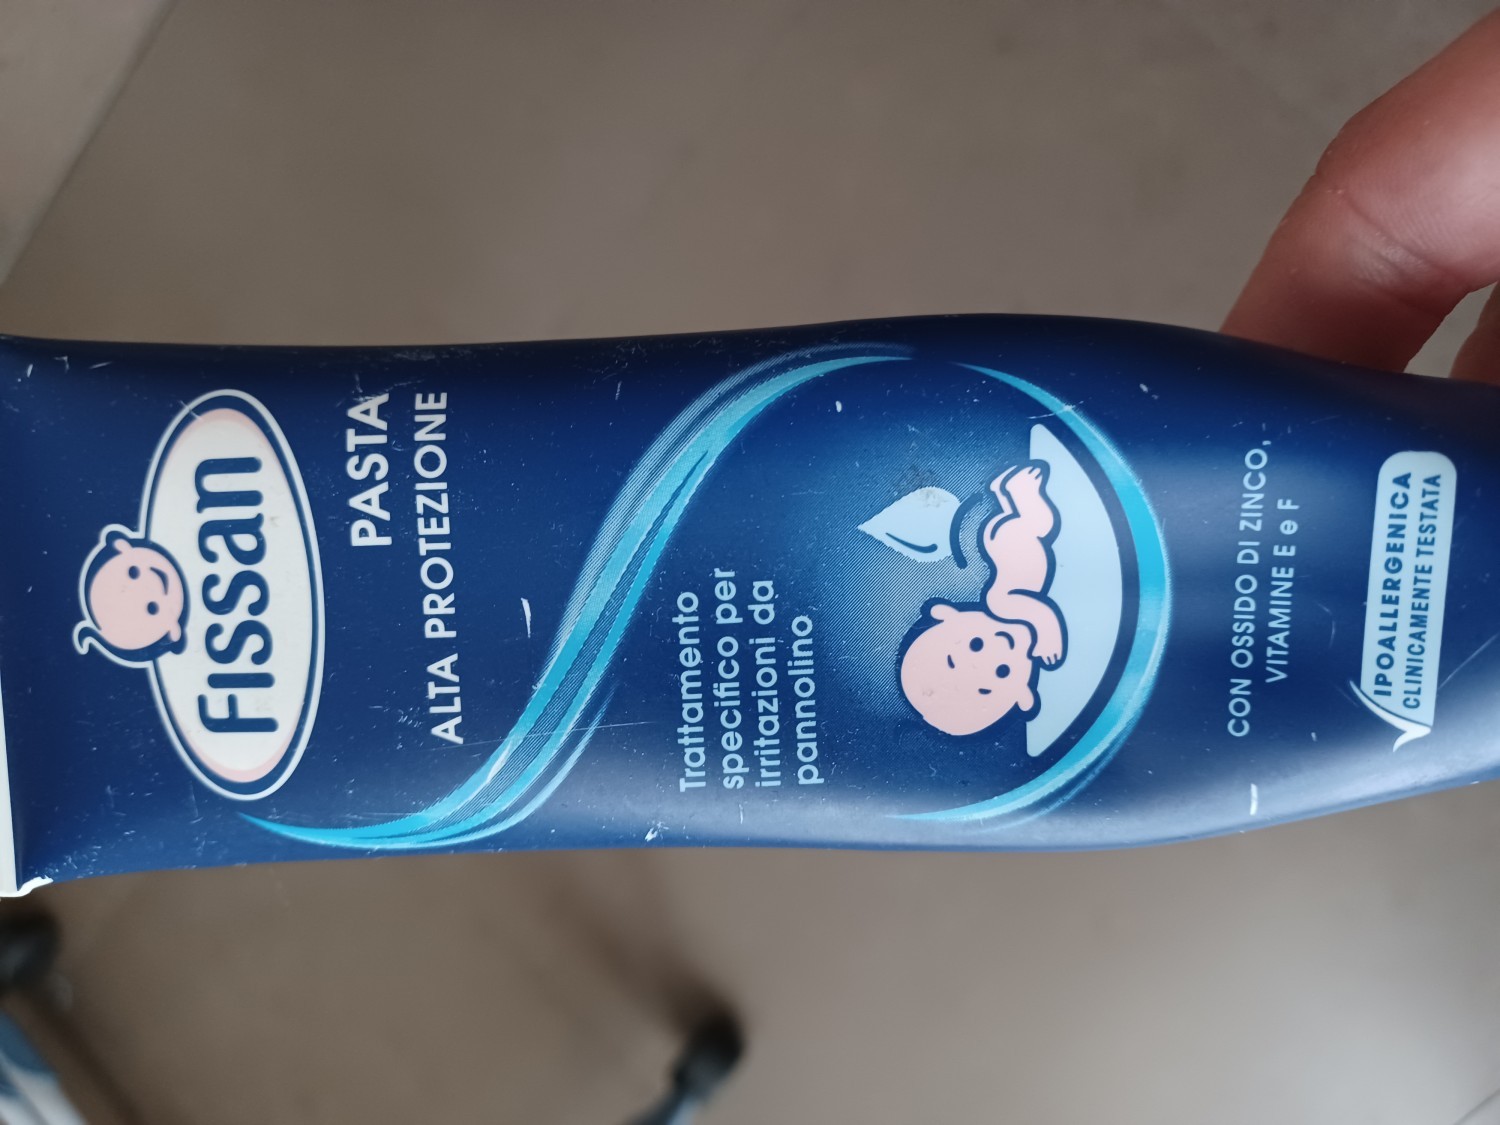 Fissan
PASTA
ALTA PROTEZIONE
Trattamento
specifico per
irritazioni da
pannolino
CON OSSIDO DI ZINCO,
VITAMINE E e F
IPOALLERGENICA
CLINICAMENTE TESTATA